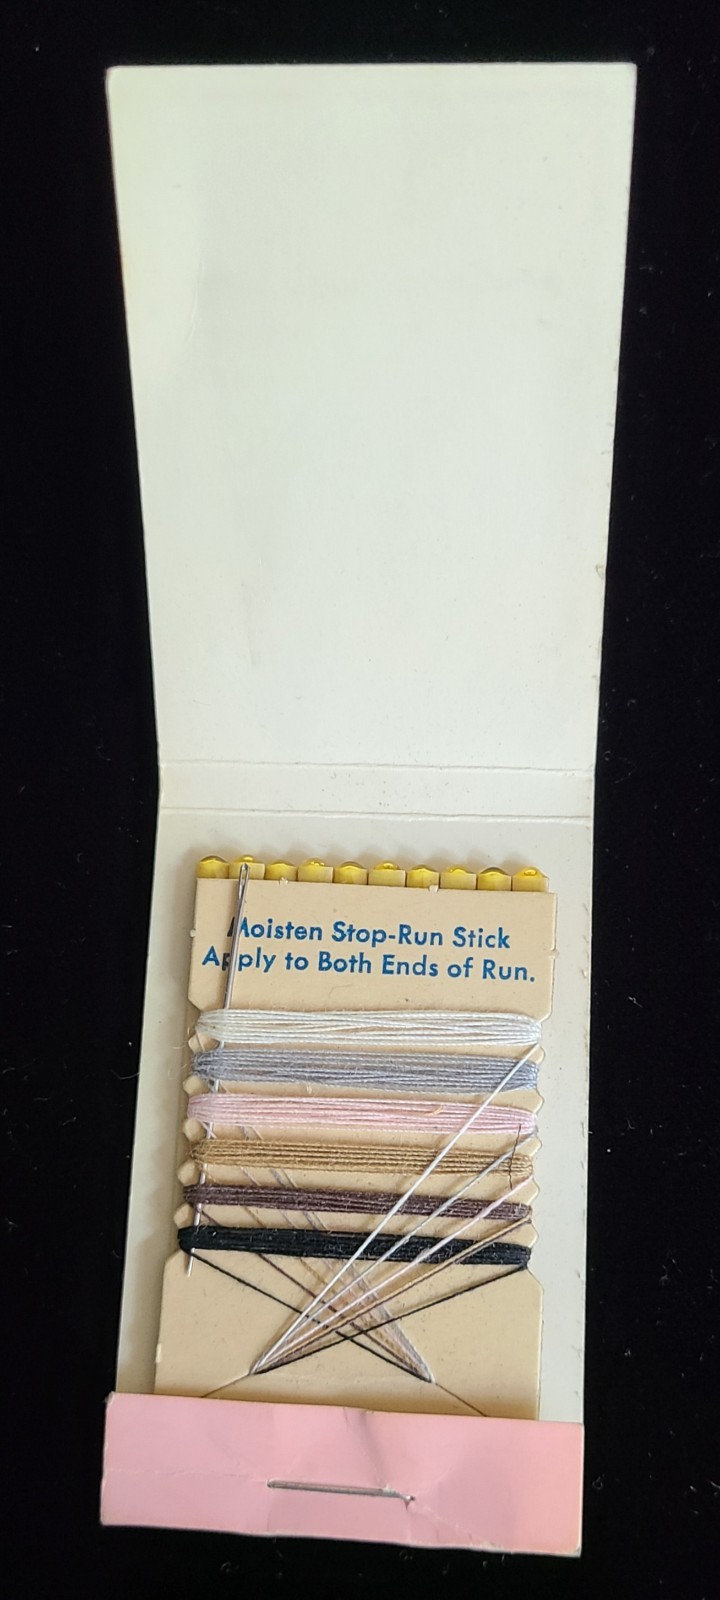 Moisten Stop-Run Stick
Apply to Both Ends of Run.